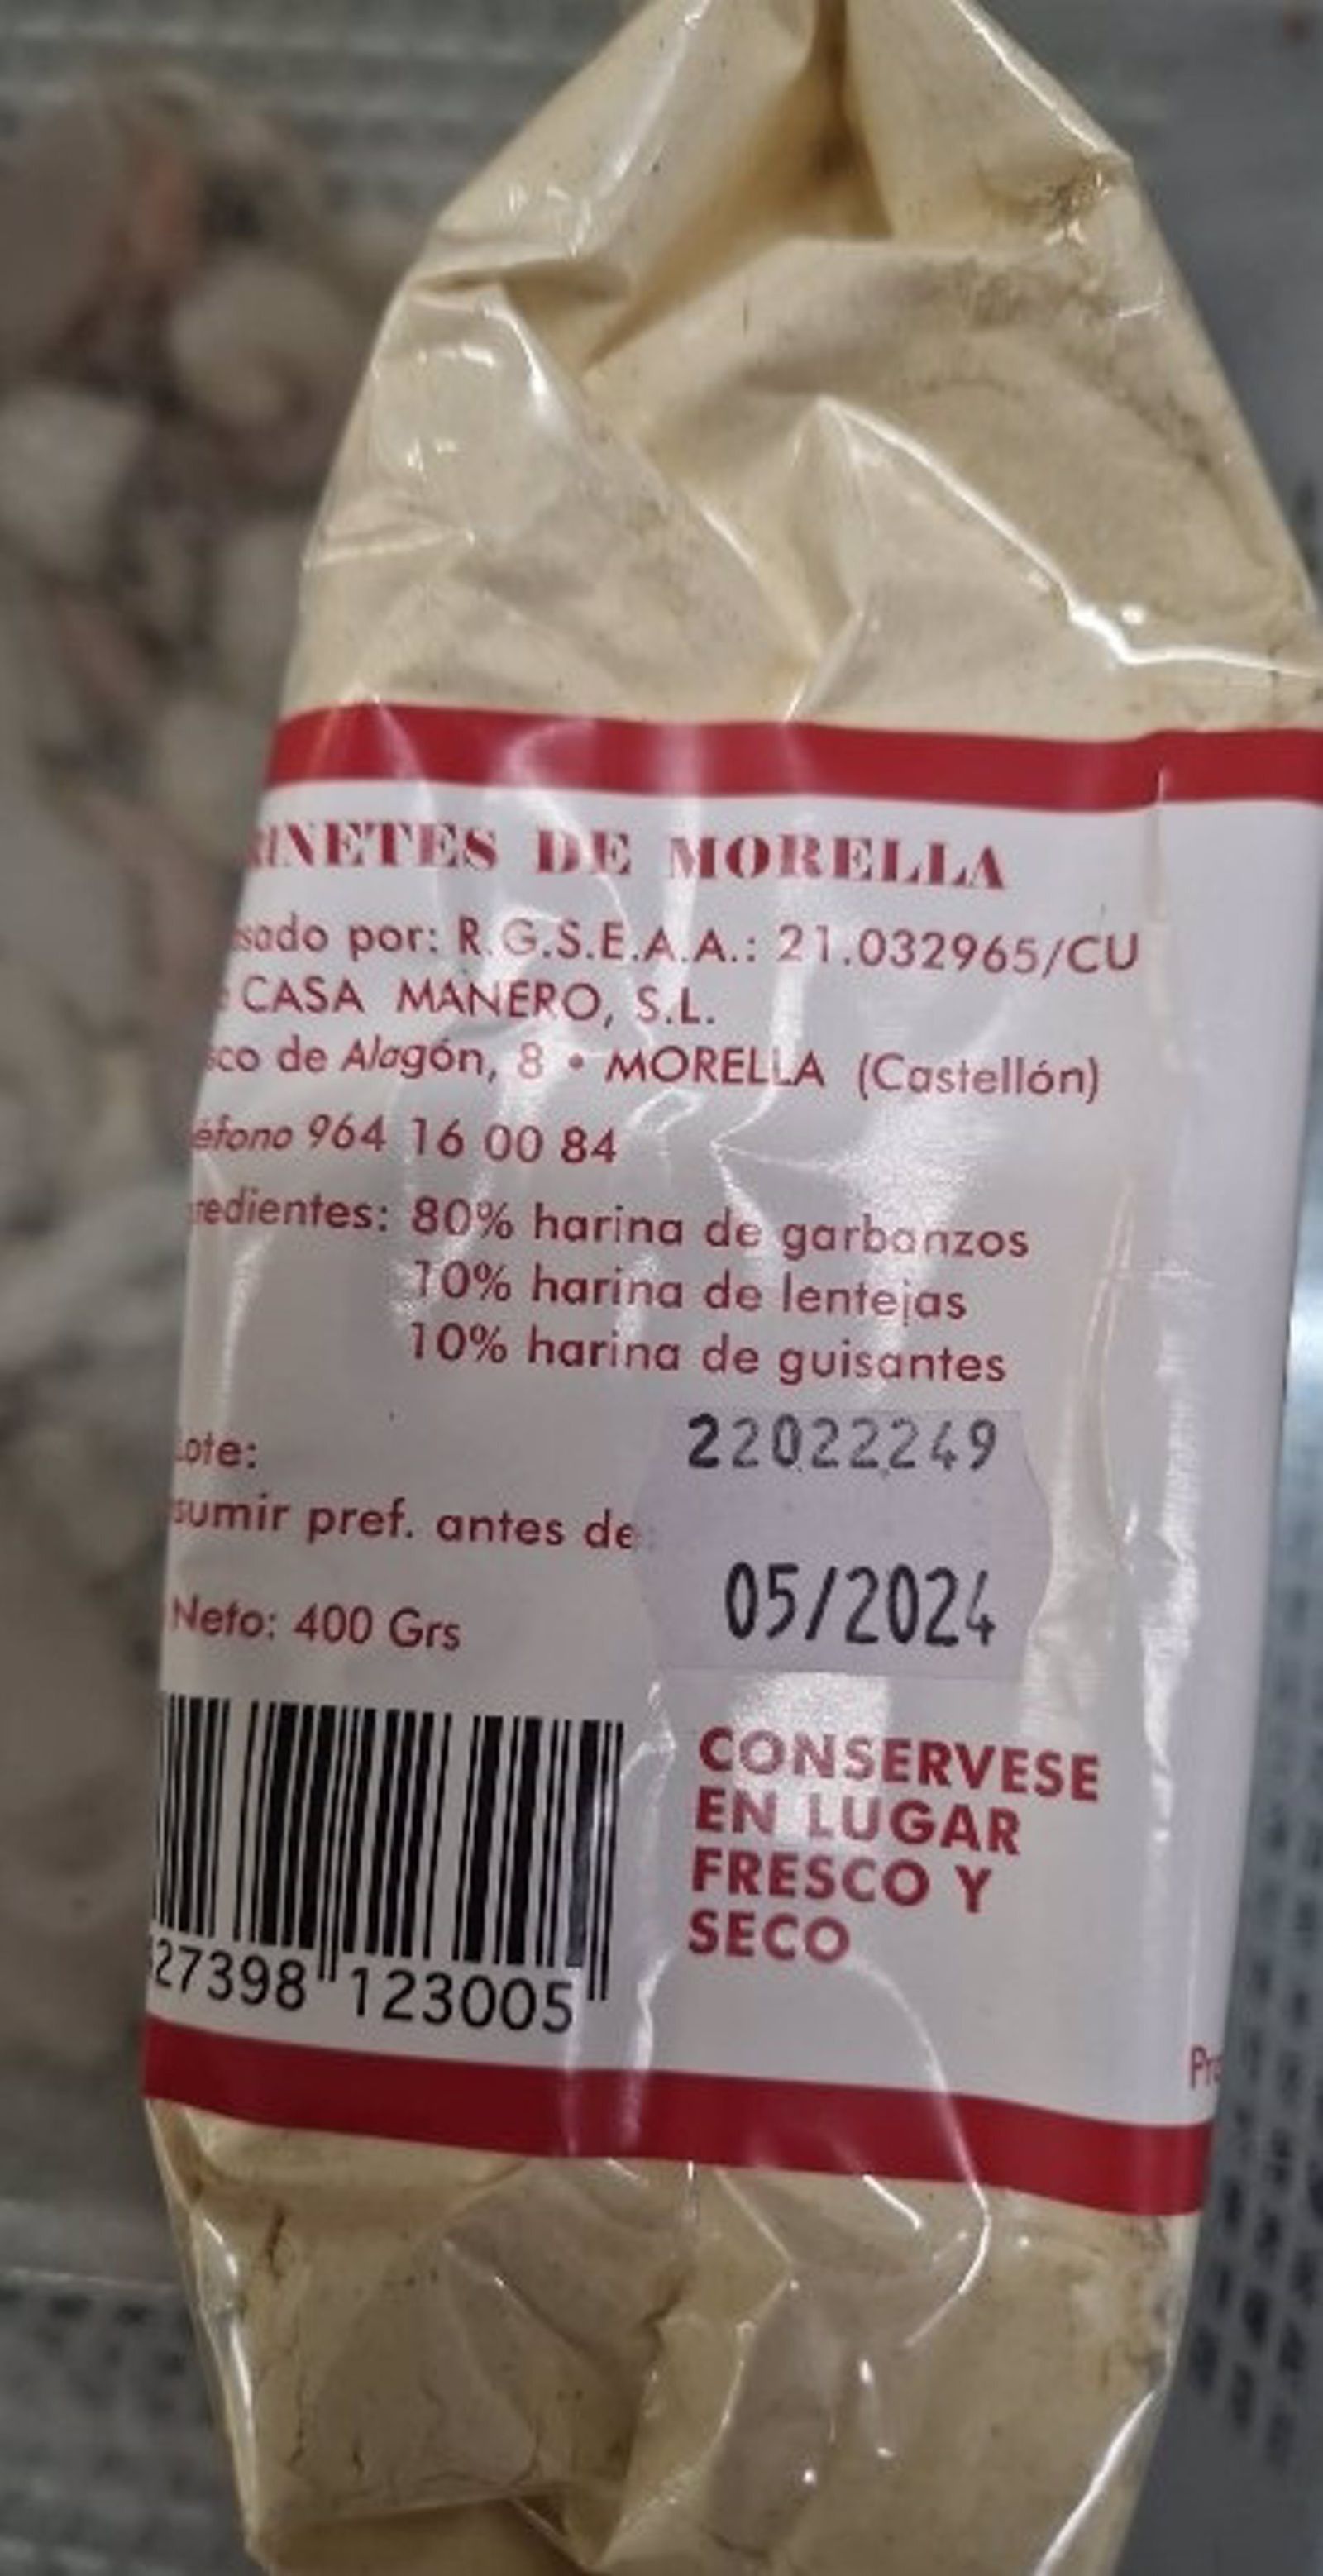 RINETES DE MORELLA
sado por: R.G.S.E.A.A.: 21.032965/CU
CASA MANERO, S.L.
sco de Alagón, 8 • MORELLA (Castellón)
éfono 964 16 00 84
redientes: 80% harina de garbanzos
10% harina de lentejas
10% harina de guisantes
Lote: 22022249
sumir pref. antes de: 05/2024
Neto: 400 Grs
CONSERVESE
EN LUGAR
FRESCO Y
SECO
27398 123005
Pro